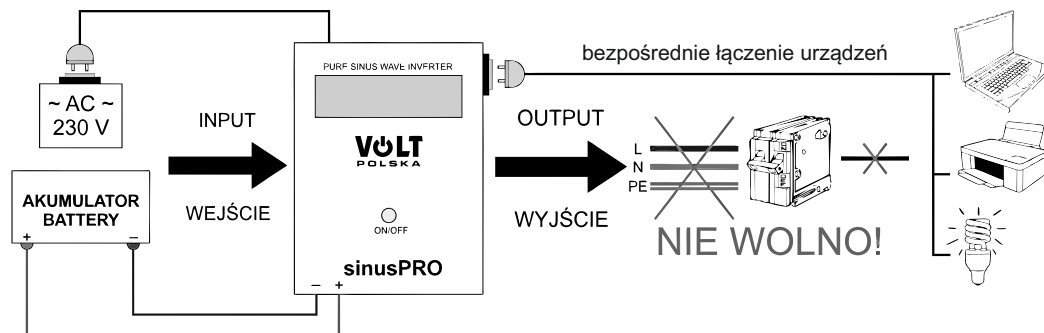 ~ AC ~
230 V
AKUMULATOR
BATTERY
+ −
INPUT
WEJŚCIE
PURE SINUS WAVE INVERTER
VOLT
POLSKA
ON/OFF
sinusPRO
− +
bezpośrednie łączenie urządzeń
OUTPUT
WYJŚCIE
L
N
PE
NIE WOLNO!